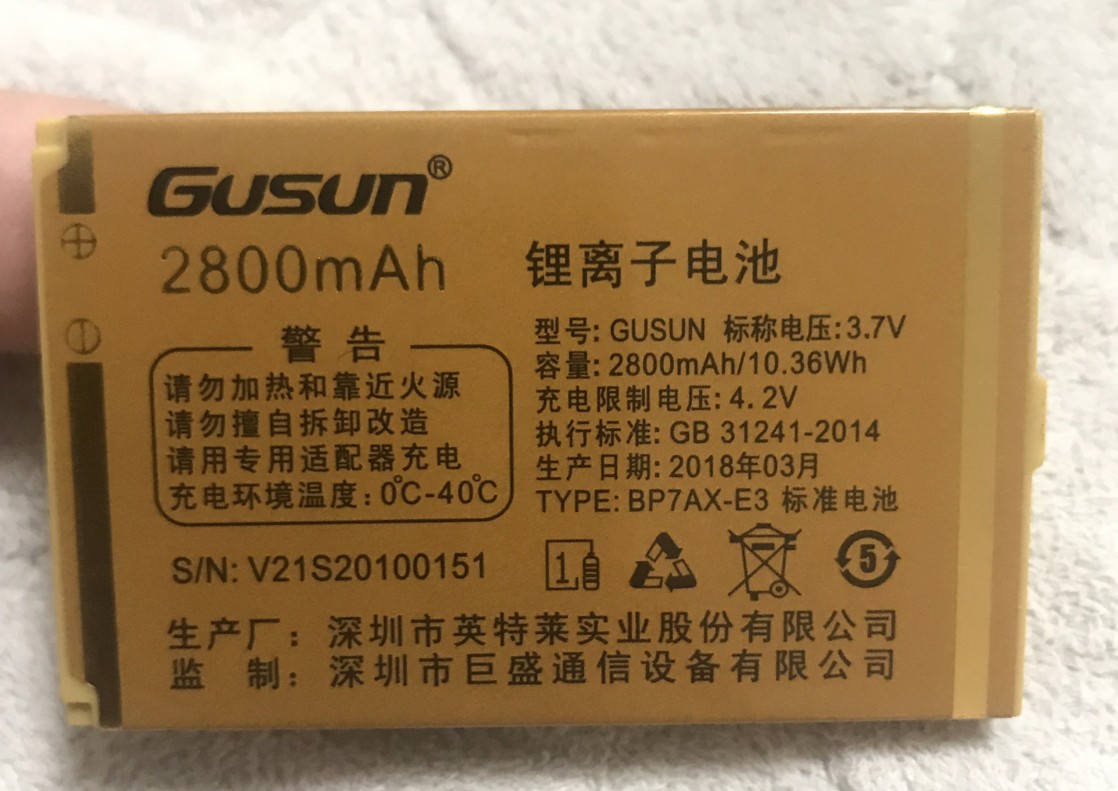 GUSUN®
2800mAh
锂离子电池
警告
请勿加热和靠近火源
请勿擅自拆卸改造
请用专用适配器充电
充电环境温度:0℃-40℃
型号: GUSUN 标称电压:3.7V
容量: 2800mAh/10.36Wh
充电限制电压: 4.2V
执行标准: GB 31241-2014
生产日期: 2018年03月
TYPE: BP7AX-E3 标准电池
S/N: V21S20100151
1
5
生产厂: 深圳市英特莱实业股份有限公司
监 制: 深圳市巨盛通信设备有限公司